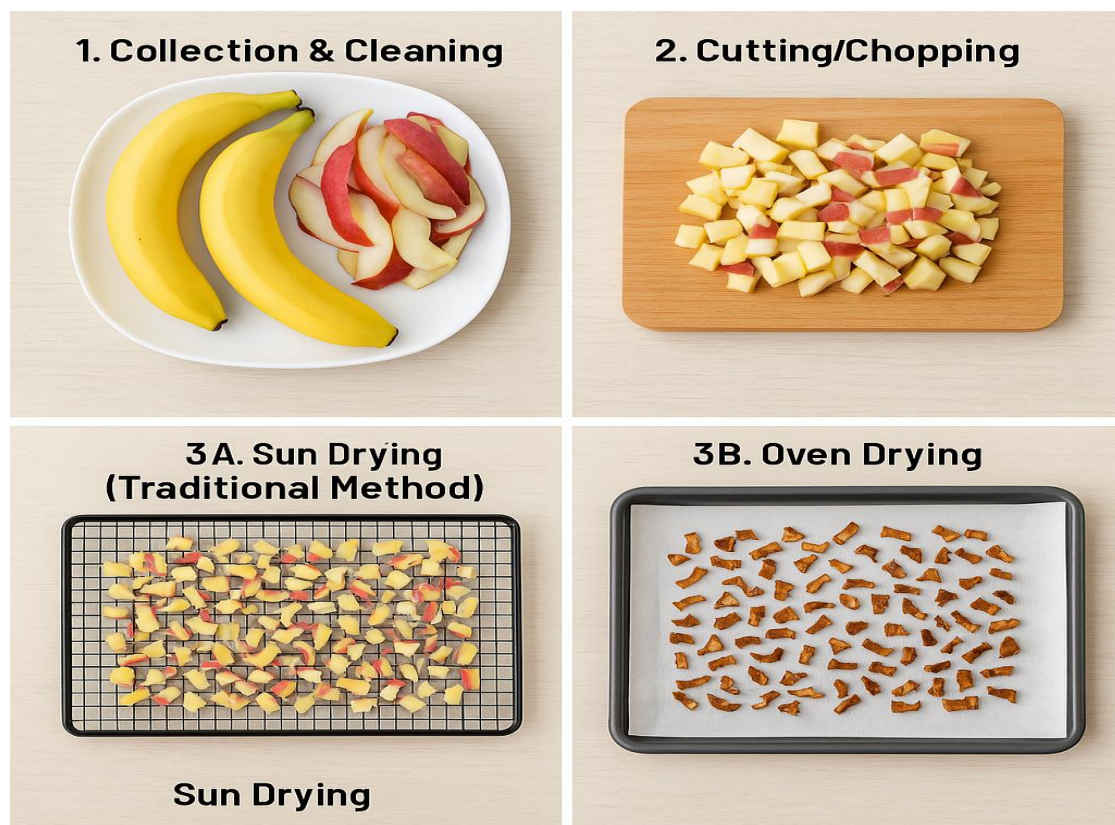 1. Collection & Cleaning
2. Cutting/Chopping
3A. Sun Drying
(Traditional Method)
Sun Drying
3B. Oven Drying